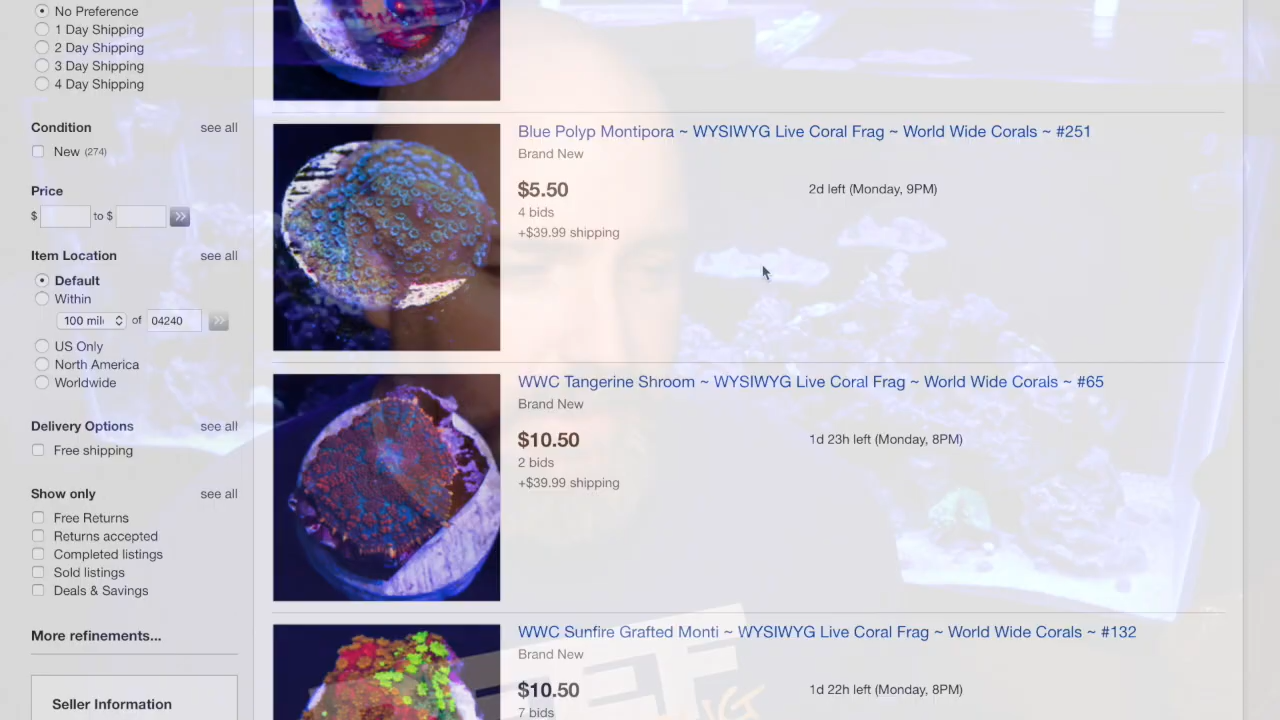 No Preference
1 Day Shipping
2 Day Shipping
3 Day Shipping
4 Day Shipping
Condition see all
New (274)
Price
$ to $
Item Location see all
Default
Within
100 mil of 04240
US Only
North America
Worldwide
Delivery Options see all
Free shipping
Show only see all
Free Returns
Returns accepted
Completed listings
Sold listings
Deals & Savings
More refinements...
Seller Information
Blue Polyp Montipora ~ WYSIWYG Live Coral Frag ~ World Wide Corals ~ #251
Brand New
$5.50 2d left (Monday, 9PM)
4 bids
+$39.99 shipping
WWC Tangerine Shroom ~ WYSIWYG Live Coral Frag ~ World Wide Corals ~ #65
Brand New
$10.50 1d 23h left (Monday, 8PM)
2 bids
+$39.99 shipping
WWC Sunfire Grafted Monti ~ WYSIWYG Live Coral Frag ~ World Wide Corals ~ #132
Brand New
$10.50 1d 22h left (Monday, 8PM)
7 bids